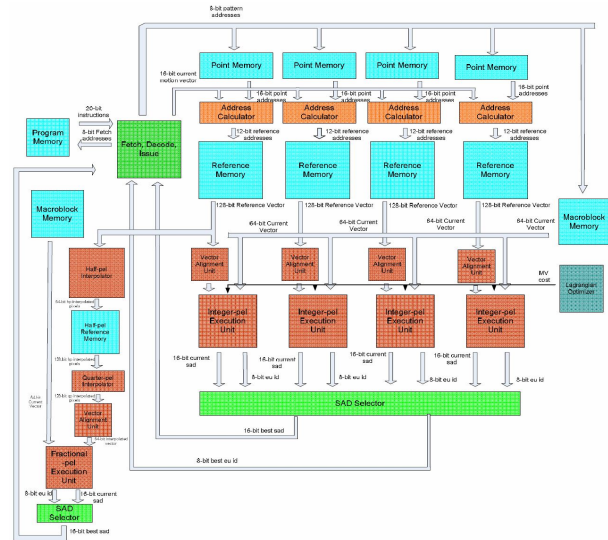 8-bit pattern
addresses
Point Memory
Point Memory
Point Memory
Point Memory
16-bit current
motion vector
16-bit point
addresses
16-bit point
addresses
16-bit point
addresses
16-bit point
addresses
20-bit
instructions
8-bit Fetch
addresses
Program
Memory
Fetch, Decode,
Issue
Address
Calculator
Address
Calculator
Address
Calculator
Address
Calculator
12-bit reference
addresses
12-bit reference
addresses
12-bit reference
addresses
12-bit reference
addresses
Reference
Memory
Reference
Memory
Reference
Memory
Reference
Memory
Macroblock
Memory
Macroblock
Memory
128-bit Reference Vector
128-bit Reference Vector
128-bit Reference Vector
128-bit Reference Vector
64-bit Current
Vector
64-bit Current
Vector
64-bit Current
Vector
64-bit Current
Vector
Half-pel
Interpolator
Vector
Alignment
Unit
Vector
Alignment
Unit
Vector
Alignment
Unit
Vector
Alignment
Unit
MV
cost
Lagrangian
Optimizer
Half-pel
Reference
Memory
Integer-pel
Execution
Unit
Integer-pel
Execution
Unit
Integer-pel
Execution
Unit
Integer-pel
Execution
Unit
16-bit current
sad
16-bit current
sad
16-bit current
sad
16-bit current
sad
8-bit eu id
8-bit eu id
8-bit eu id
8-bit eu id
Quarter-pel
Interpolator
Vector
Alignment
Unit
SAD Selector
16-bit best sad
8-bit best eu id
Fractional
-pel
Execution
Unit
8-bit eu id
16-bit current
sad
SAD
Selector
16-bit best sad